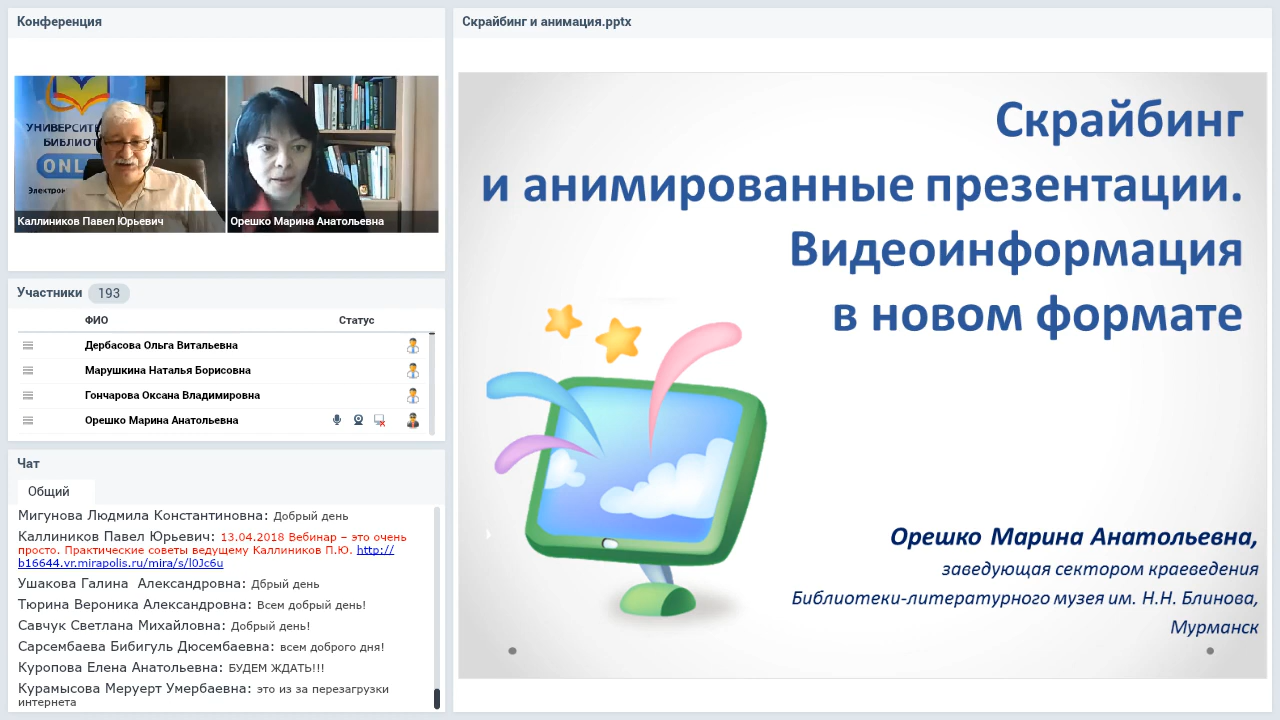 Конференция
УНИВЕРСИТЕ
БИБЛИОТ
ONL
Электрон
Каллиников Павел Юрьевич
Орешко Марина Анатольевна
Участники 193
ФИО Статус
Дербасова Ольга Витальевна
Марушкина Наталья Борисовна
Гончарова Оксана Владимировна
Орешко Марина Анатольевна
Чат
Общий
Мигунова Людмила Константиновна: Добрый день
Каллиников Павел Юрьевич: 13.04.2018 Вебинар – это очень
просто. Практические советы ведущему Каллиников П.Ю. http://
b16644.vr.mirapolis.ru/mira/s/l0Jc6u
Ушакова Галина Александровна: Дбрый день
Тюрина Вероника Александровна: Всем добрый день!
Савчук Светлана Михайловна: Добрый день!
Сарсембаева Бибигуль Дюсембаевна: всем доброго дня!
Куропова Елена Анатольевна: БУДЕМ ЖДАТЬ!!!
Курамысова Меруерт Умербаевна: это из за перезагрузки
интернета
Скрайбинг и анимация.pptx
Скрайбинг
и анимированные презентации.
Видеоинформация
в новом формате
Орешко Марина Анатольевна,
заведующая сектором краеведения
Библиотеки-литературного музея им. Н.Н. Блинова,
Мурманск